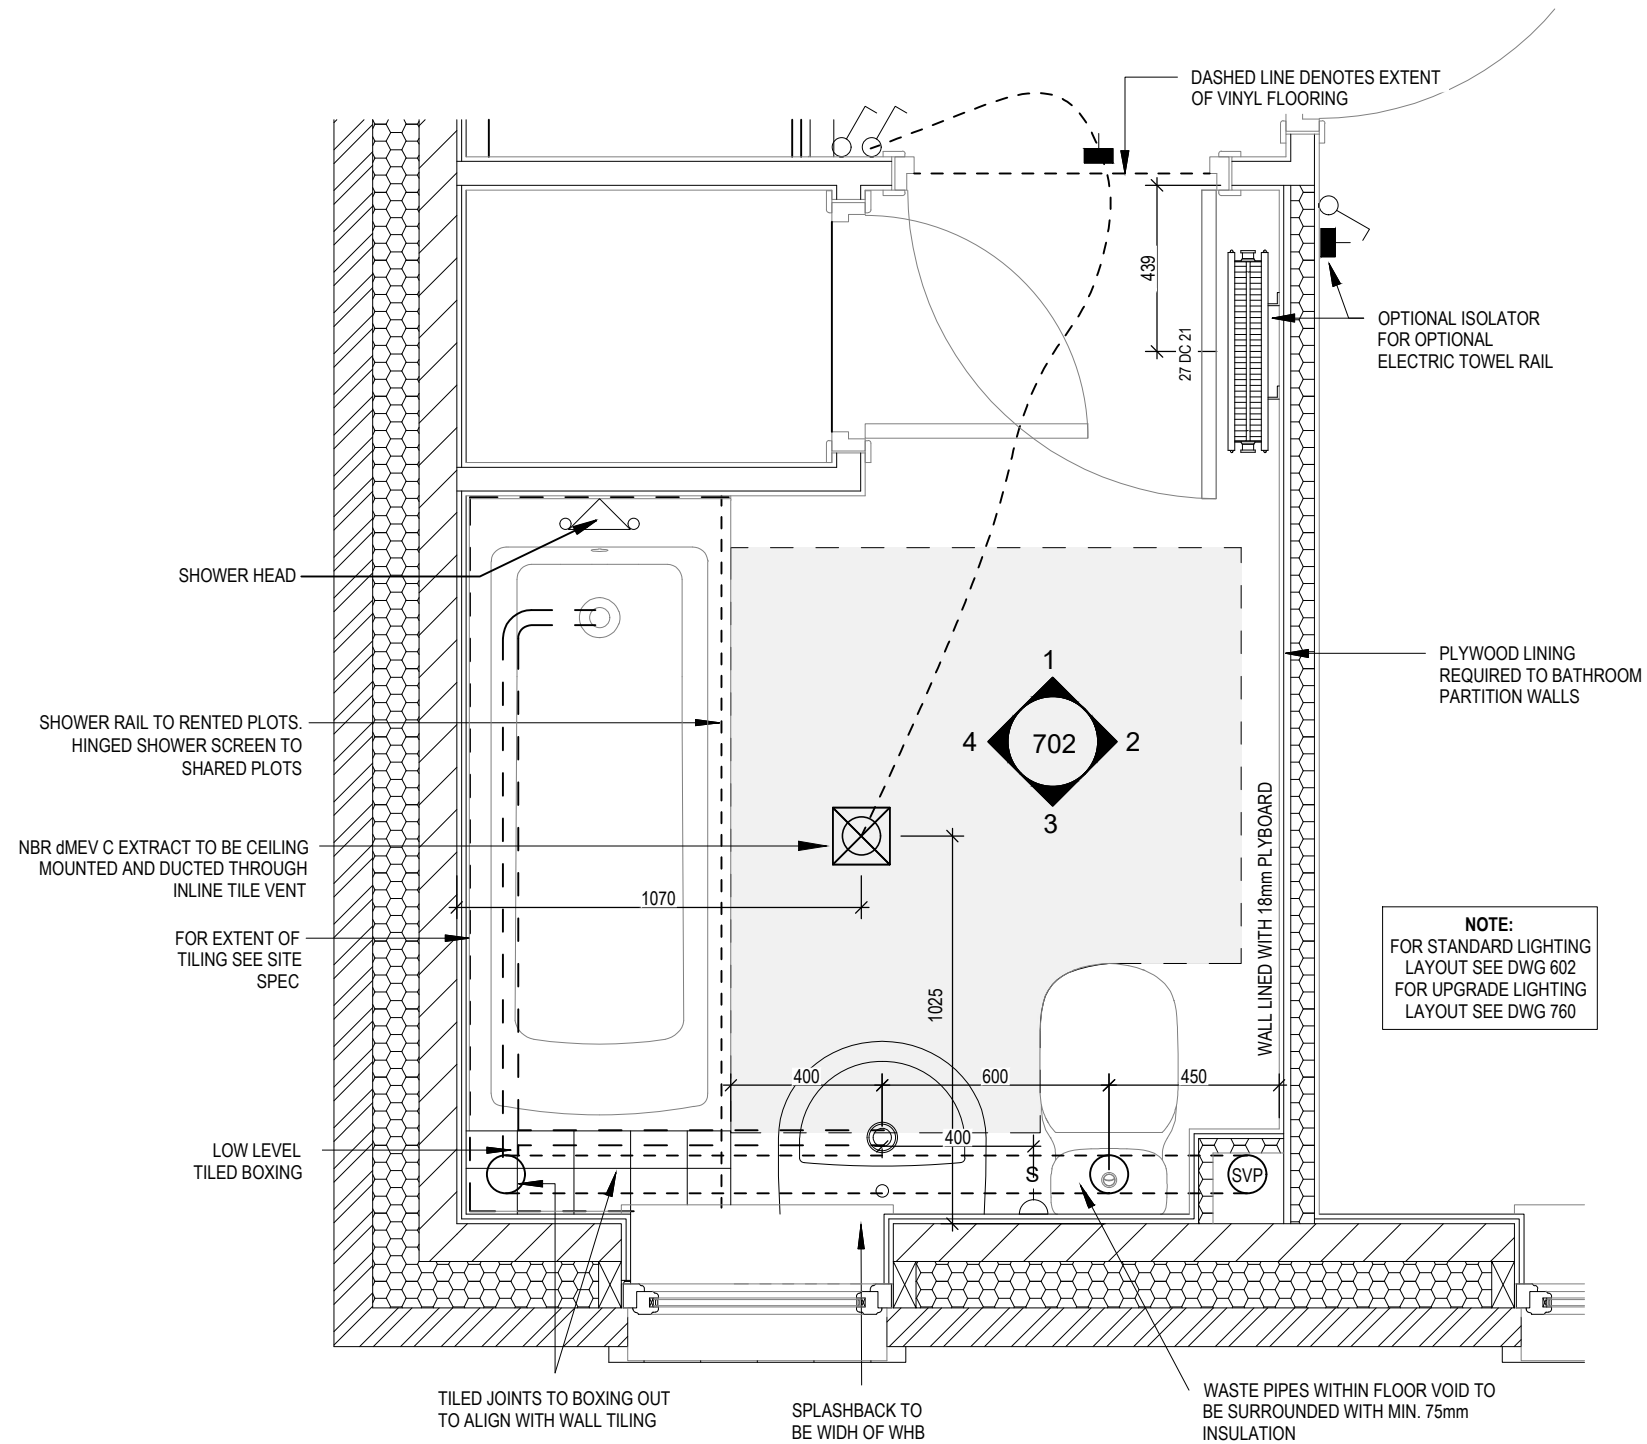 DASHED LINE DENOTES EXTENT
OF VINYL FLOORING
439
27 DC 21
OPTIONAL ISOLATOR
FOR OPTIONAL
ELECTRIC TOWEL RAIL
SHOWER HEAD
PLYWOOD LINING
REQUIRED TO BATHROOM
PARTITION WALLS
1
4
702
2
3
SHOWER RAIL TO RENTED PLOTS.
HINGED SHOWER SCREEN TO
SHARED PLOTS
WALL LINED WITH 18mm PLYBOARD
NBR dMEV C EXTRACT TO BE CEILING
MOUNTED AND DUCTED THROUGH
INLINE TILE VENT
1070
1025
FOR EXTENT OF
TILING SEE SITE
SPEC
NOTE:
FOR STANDARD LIGHTING
LAYOUT SEE DWG 602
FOR UPGRADE LIGHTING
LAYOUT SEE DWG 760
400
600
450
400
LOW LEVEL
TILED BOXING
S
SVP
TILED JOINTS TO BOXING OUT
TO ALIGN WITH WALL TILING
SPLASHBACK TO
BE WIDH OF WHB
WASTE PIPES WITHIN FLOOR VOID TO
BE SURROUNDED WITH MIN. 75mm
INSULATION